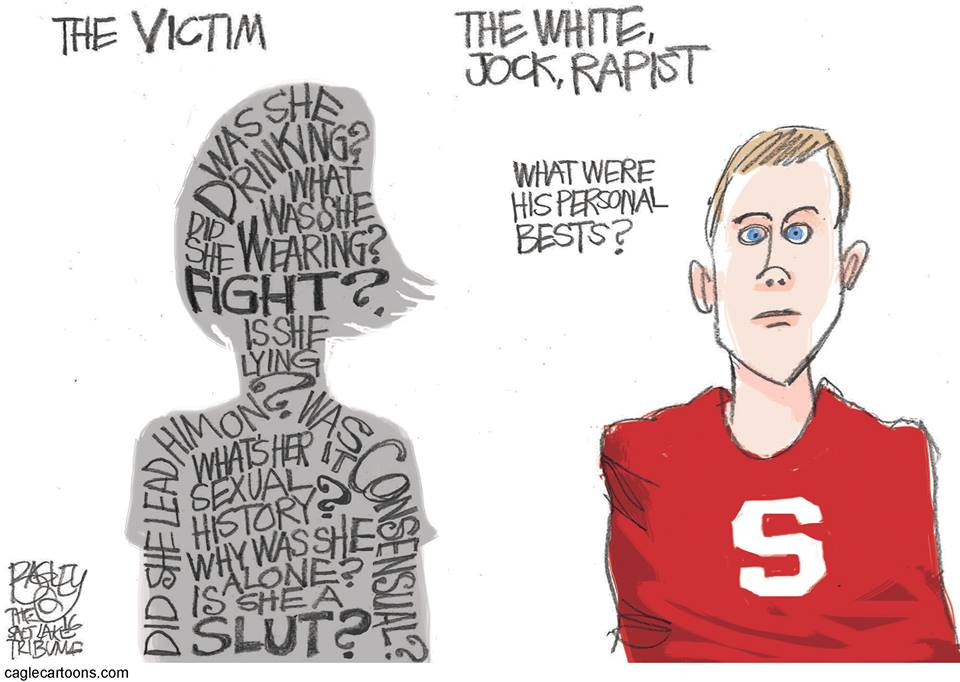 THE VICTIM
WAS SHE
DRINKING?
WHAT
WAS SHE
WEARING?
DID
SHE
FIGHT?
IS SHE
LYING
?
DID SHE LEAD HIM ON?
WAS
IT
CONSENSUAL?
WHAT'S HER
SEXUAL
HISTORY?
WHY WAS SHE
ALONE?
IS SHE A
SLUT?
THE WHITE,
JOCK, RAPIST
WHAT WERE
HIS PERSONAL
BESTS?
S
BAGLEY
16
THE
SALT LAKE
TRIBUNE
caglecartoons.com